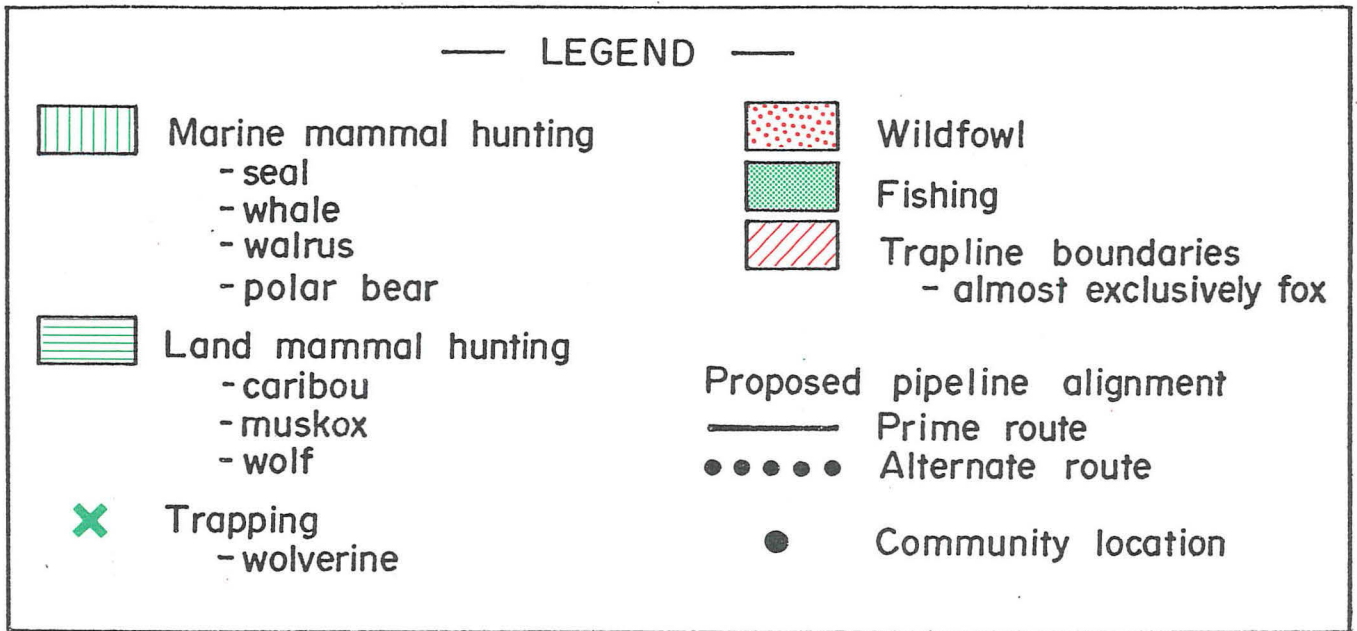 — LEGEND —
Marine mammal hunting
- seal
- whale
- walrus
- polar bear
Land mammal hunting
- caribou
- muskox
- wolf
Trapping
- wolverine
Wildfowl
Fishing
Trapline boundaries
- almost exclusively fox
Proposed pipeline alignment
Prime route
Alternate route
Community location